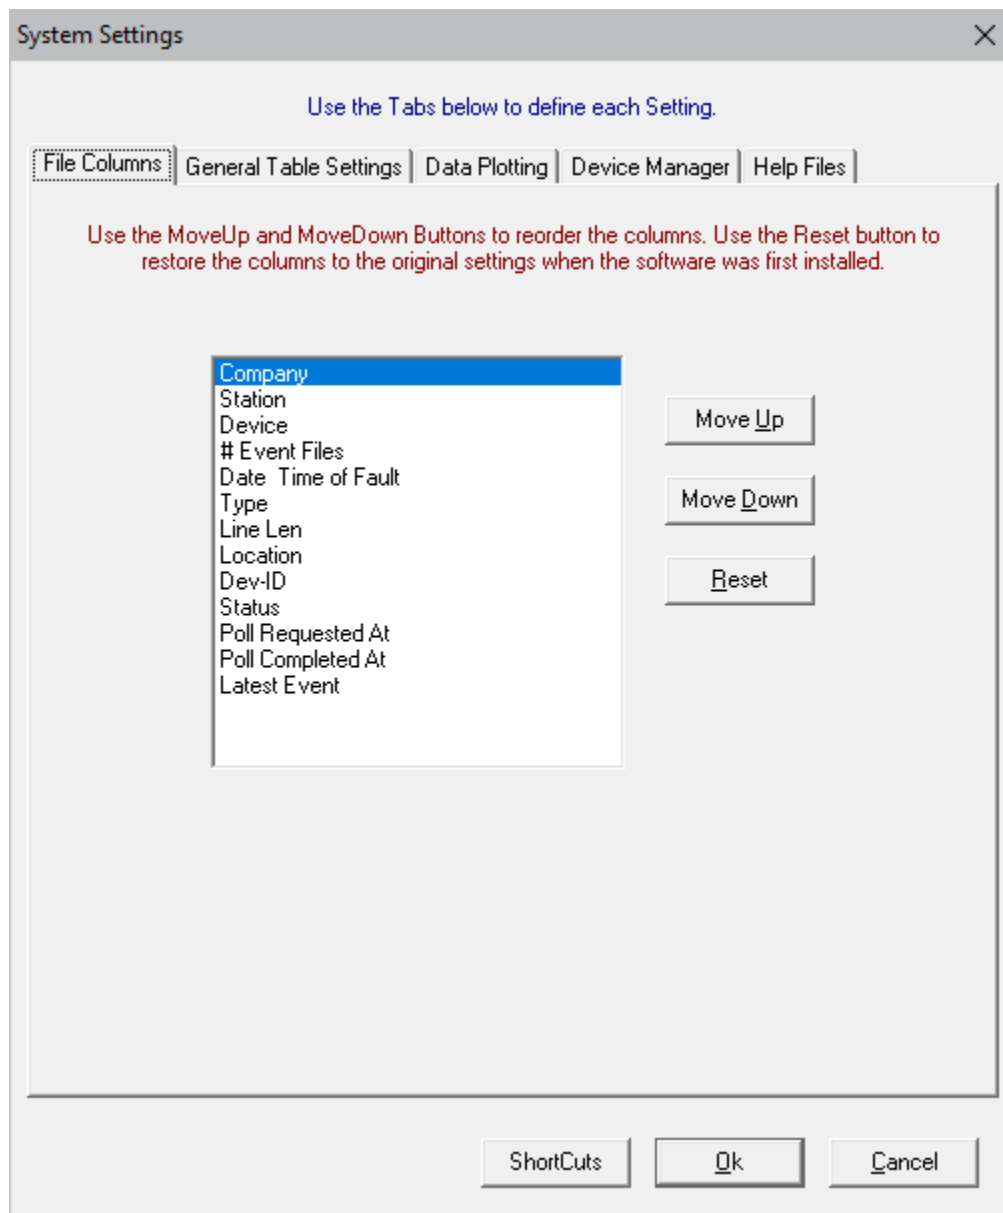 System Settings
Use the Tabs below to define each Setting.
File Columns General Table Settings Data Plotting Device Manager Help Files
Use the MoveUp and MoveDown Buttons to reorder the columns. Use the Reset button to
restore the columns to the original settings when the software was first installed.
Company
Station
Device
# Event Files
Date  Time of Fault
Type
Line Len
Location
Dev-ID
Status
Poll Requested At
Poll Completed At
Latest Event
Move Up
Move Down
Reset
ShortCuts Ok Cancel